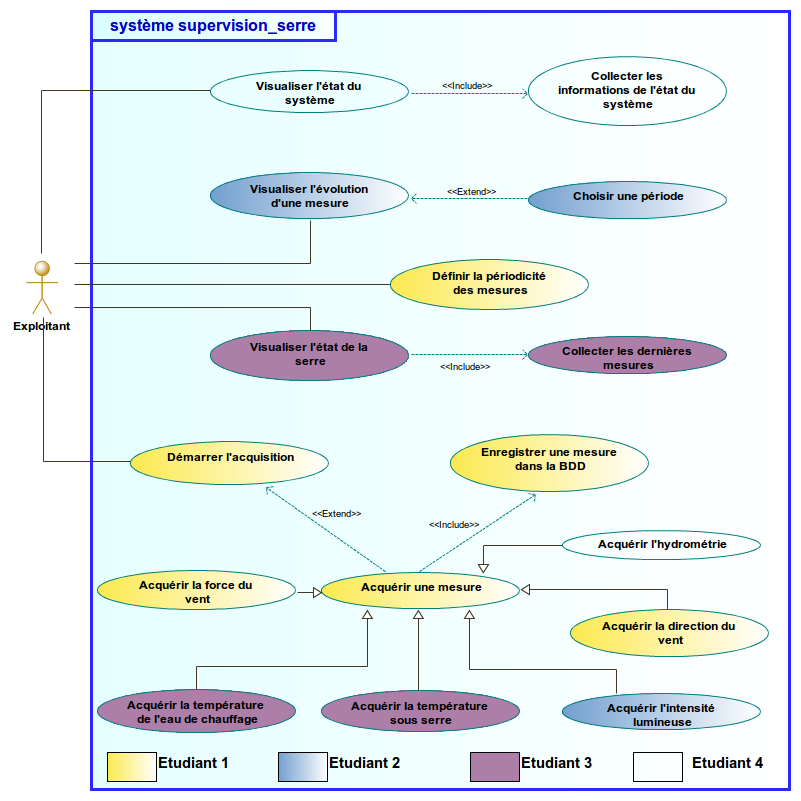 système supervision_serre
Visualiser l'état du
système
<<Include>>
Collecter les
informations de l'état du
système
Visualiser l'évolution
d'une mesure
<<Extend>>
Choisir une période
Définir la périodicité
des mesures
Exploitant
Visualiser l'état de la
serre
<<Include>>
Collecter les dernières
mesures
Démarrer l'acquisition
Enregistrer une mesure
dans la BDD
<<Extend>>
<<Include>>
Acquérir l'hydrométrie
Acquérir la force du
vent
Acquérir une mesure
Acquérir la direction du
vent
Acquérir la température
de l'eau de chauffage
Acquérir la température
sous serre
Acquérir l'intensité
lumineuse
Etudiant 1
Etudiant 2
Etudiant 3
Etudiant 4